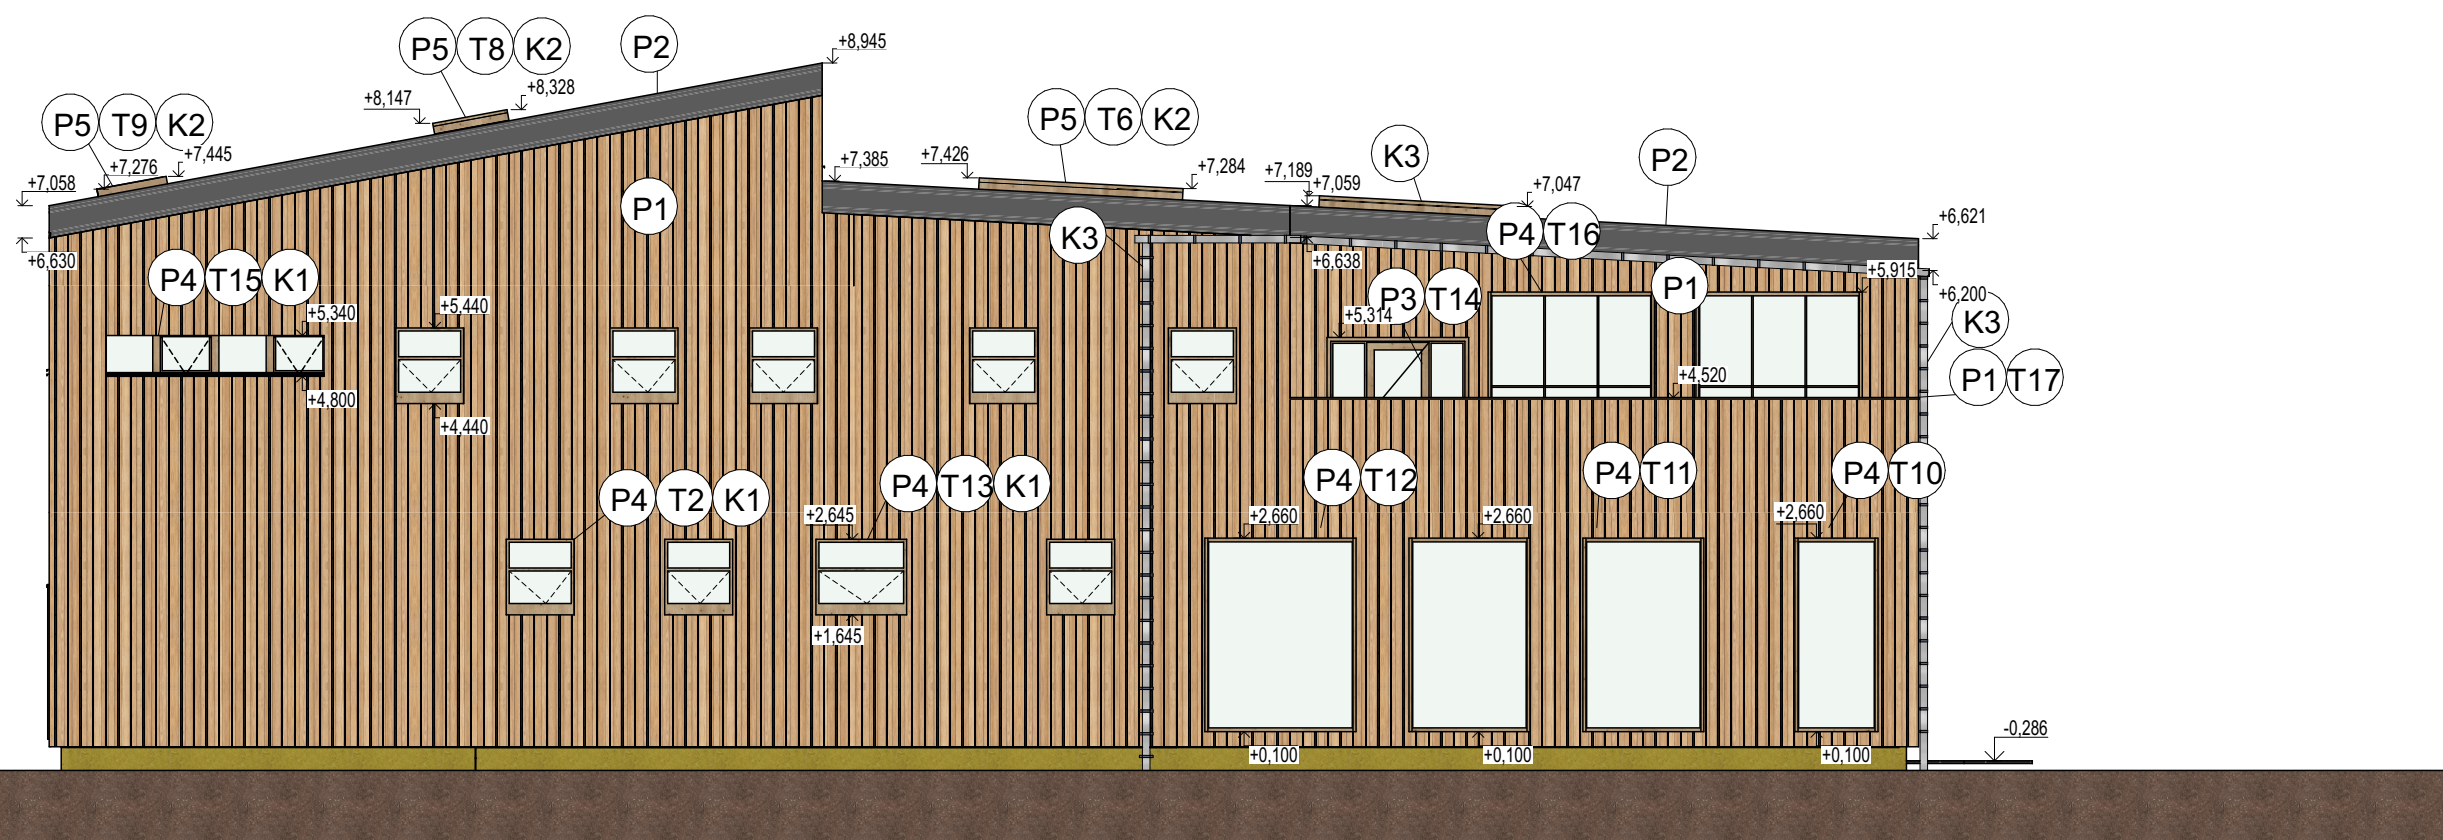 +8,945
P5 T8 K2
P2
+8,328
+8,147
P5 T9 K2
P5 T6 K2
K3
P2
+7,445
+7,276
+7,385
+7,426
+7,284
+7,189
+7,059
+7,047
+7,058
P1
+6,621
K3
P4 T16
+6,630
+6,638
+5,915
P4 T15 K1
P3 T14
P1
+6,200
K3
+5,340
+5,440
+5,314
+4,520
P1 T17
+4,800
+4,440
P4 T2 K1
P4 T13 K1
P4 T12
P4 T11
P4 T10
+2,645
+2,660
+2,660
+2,660
+1,645
-0,286
+0,100
+0,100
+0,100